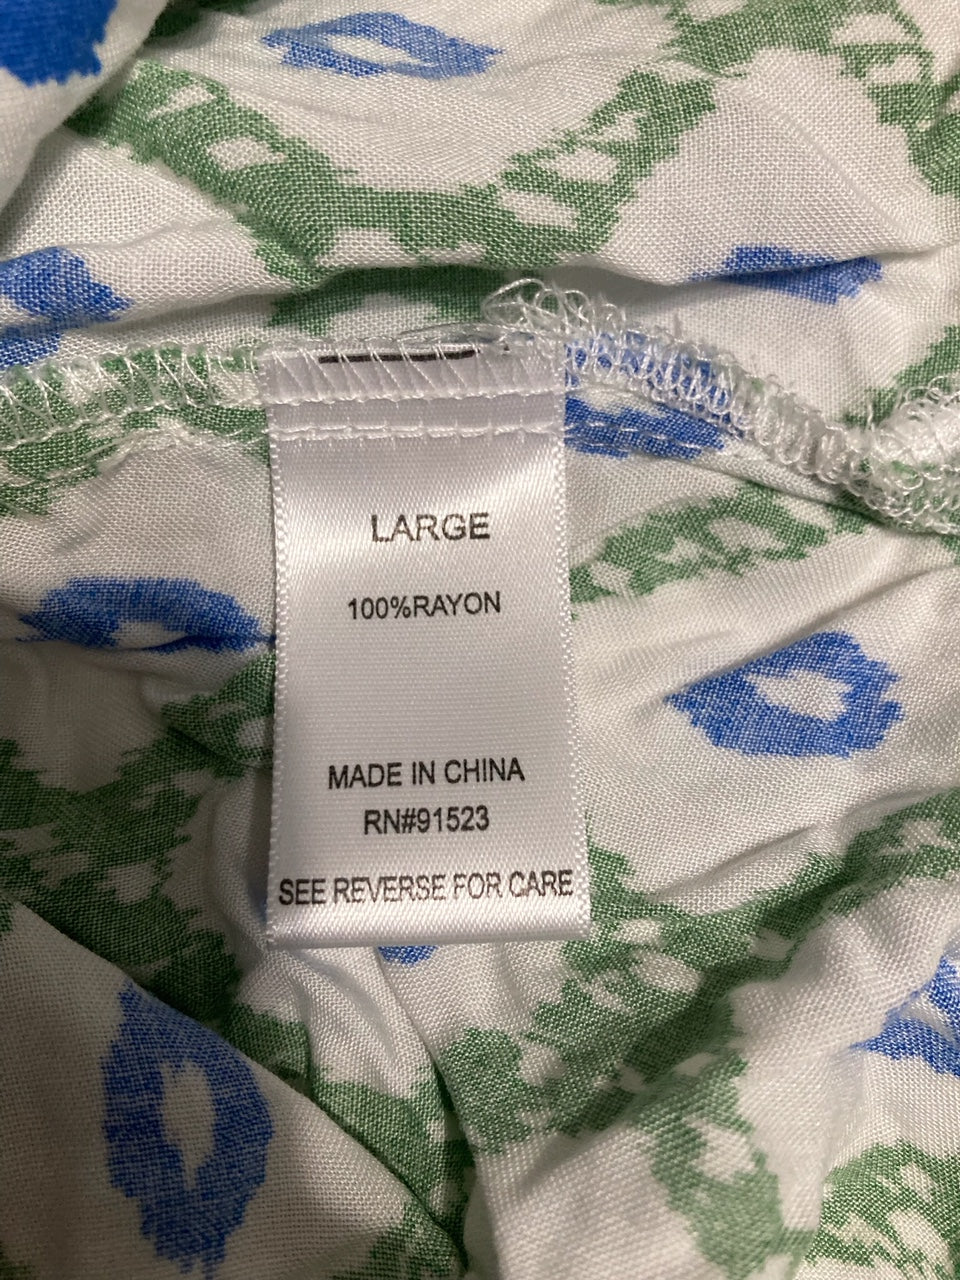 LARGE
100%RAYON
MADE IN CHINA
RN#91523
SEE REVERSE FOR CARE